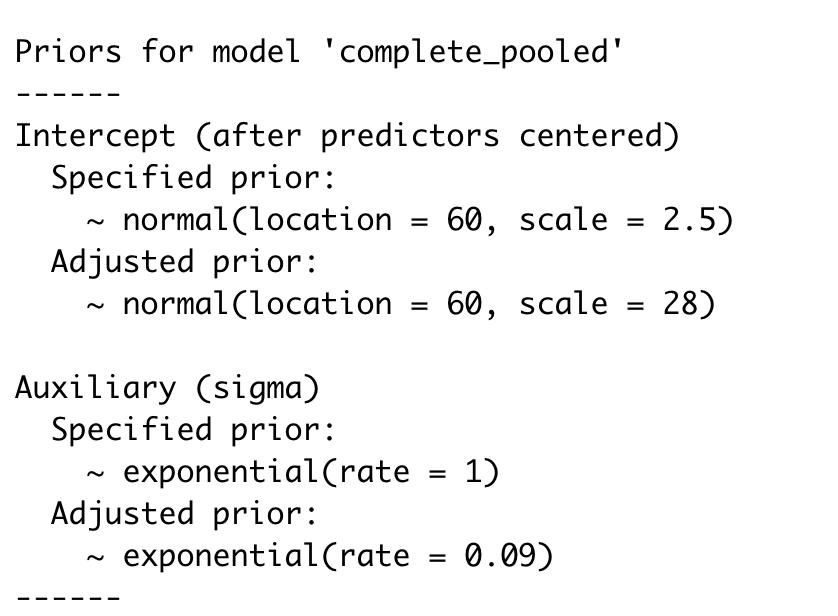 Priors for model 'complete_pooled'
------
Intercept (after predictors centered)
  Specified prior:
    ~ normal(location = 60, scale = 2.5)
  Adjusted prior:
    ~ normal(location = 60, scale = 28)

Auxiliary (sigma)
  Specified prior:
    ~ exponential(rate = 1)
  Adjusted prior:
    ~ exponential(rate = 0.09)
------